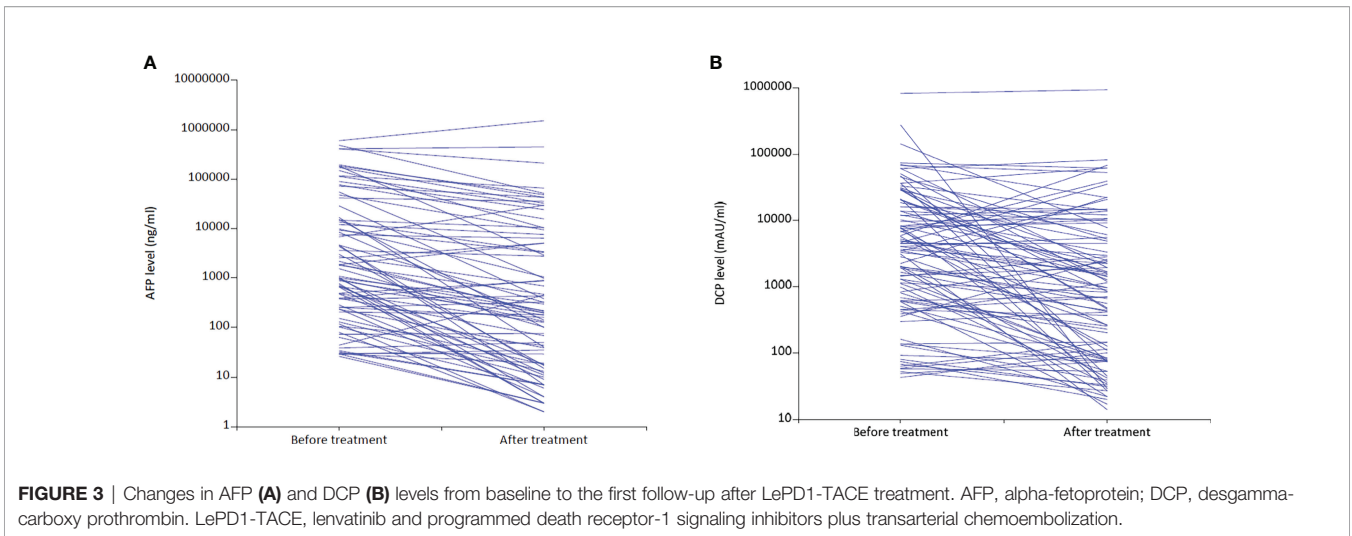 A
10000000
1000000
100000
10000
1000
100
10
1
AFP level (ng/ml)
Before treatment
After treatment
B
1000000
100000
10000
1000
100
10
DCP level (mAU/ml)
Before treatment
After treatment
FIGURE 3 | Changes in AFP (A) and DCP (B) levels from baseline to the first follow-up after LePD1-TACE treatment. AFP, alpha-fetoprotein; DCP, desgamma-
carboxy prothrombin. LePD1-TACE, lenvatinib and programmed death receptor-1 signaling inhibitors plus transarterial chemoembolization.